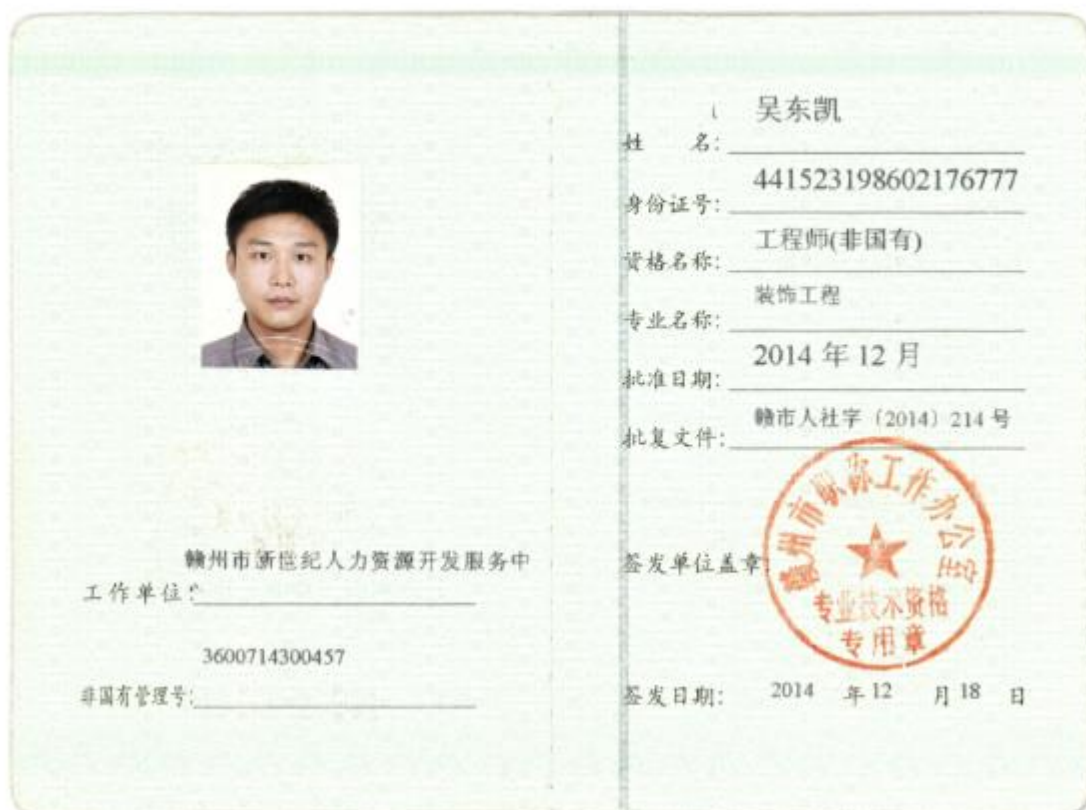 赣州市新世纪人力资源开发服务中
工作单位:
3600714300457
非国有管理号:
吴东凯
姓 名:
441523198602176777
身份证号:
工程师(非国有)
资格名称:
装饰工程
专业名称:
2014 年 12 月
批准日期:
赣市人社字〔2014〕214 号
批复文件:
赣州市职称工作办公室
签发单位盖章:
专业技术资格
专用章
签发日期: 2014 年 12 月 18 日